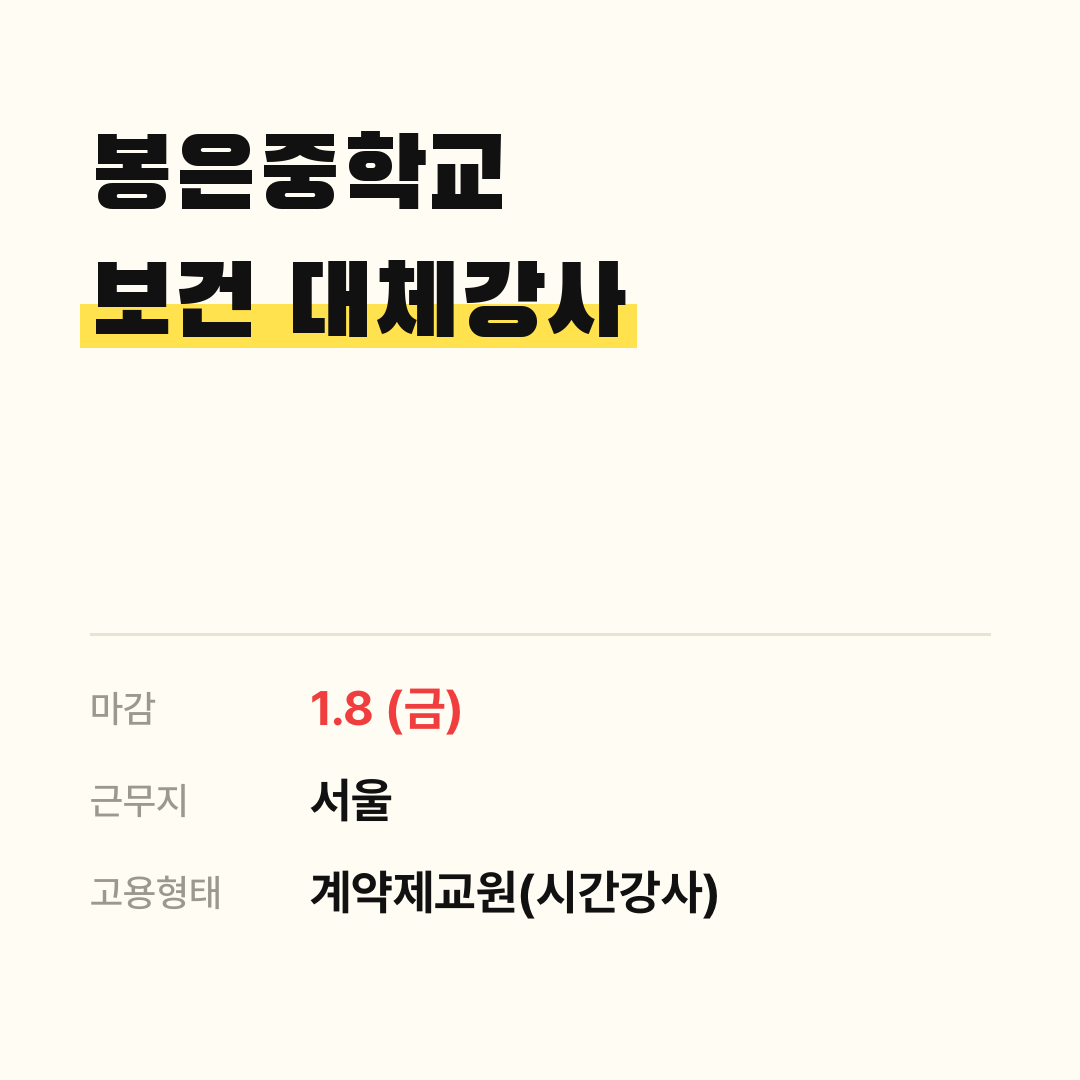 봉은중학교
보건 대체강사
마감 1.8 (금)
근무지 서울
고용형태 계약제교원(시간강사)